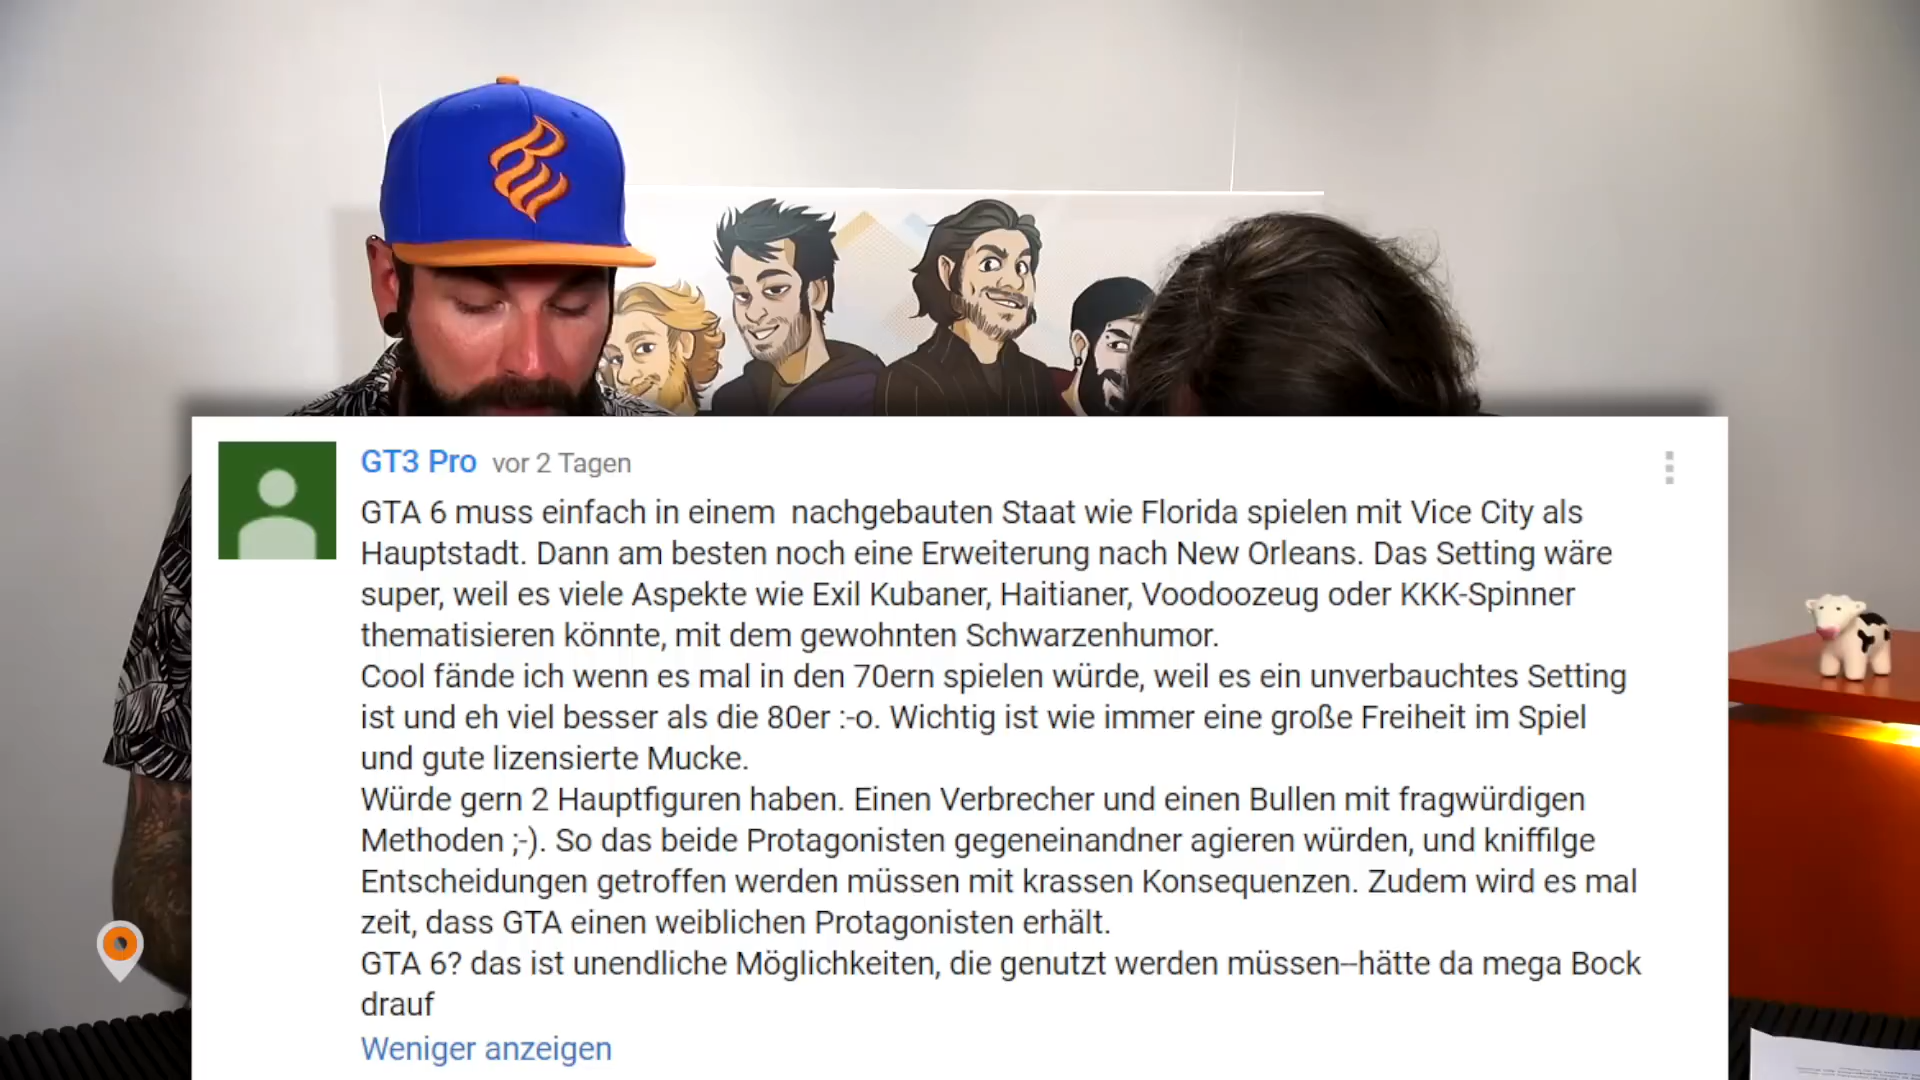 GT3 Pro vor 2 Tagen
GTA 6 muss einfach in einem  nachgebauten Staat wie Florida spielen mit Vice City als
Hauptstadt. Dann am besten noch eine Erweiterung nach New Orleans. Das Setting wäre
super, weil es viele Aspekte wie Exil Kubaner, Haitianer, Voodoozeug oder KKK-Spinner
thematisieren könnte, mit dem gewohnten Schwarzenhumor.
Cool fände ich wenn es mal in den 70ern spielen würde, weil es ein unverbauchtes Setting
ist und eh viel besser als die 80er :-o. Wichtig ist wie immer eine große Freiheit im Spiel
und gute lizensierte Mucke.
Würde gern 2 Hauptfiguren haben. Einen Verbrecher und einen Bullen mit fragwürdigen
Methoden ;-). So das beide Protagonisten gegeneinandner agieren würden, und kniffilge
Entscheidungen getroffen werden müssen mit krassen Konsequenzen. Zudem wird es mal
zeit, dass GTA einen weiblichen Protagonisten erhält.
GTA 6? das ist unendliche Möglichkeiten, die genutzt werden müssen--hätte da mega Bock
drauf
Weniger anzeigen